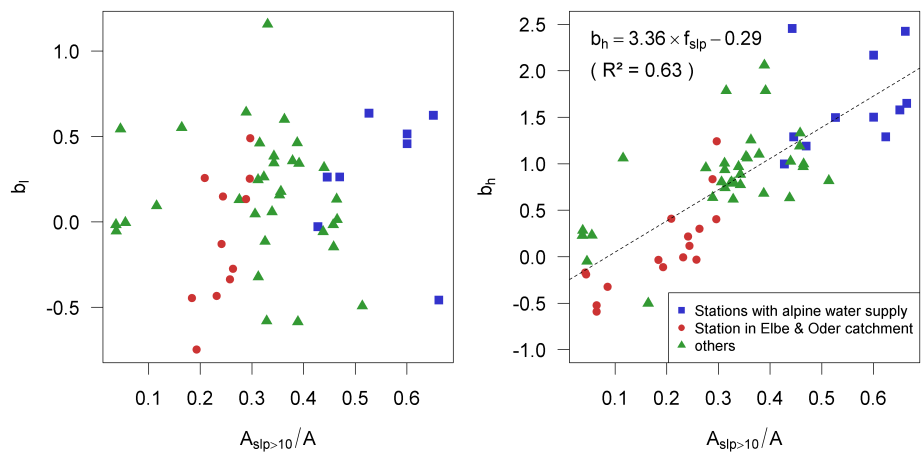 1.0
0.5
0.0
-0.5
b_l
0.1 0.2 0.3 0.4 0.5 0.6
A_slp>10/A
2.5
2.0
1.5
1.0
0.5
0.0
-0.5
-1.0
b_h
b_h = 3.36 × f_slp − 0.29
( R² = 0.63 )
Stations with alpine water supply
Station in Elbe & Oder catchment
others
0.1 0.2 0.3 0.4 0.5 0.6
A_slp>10/A